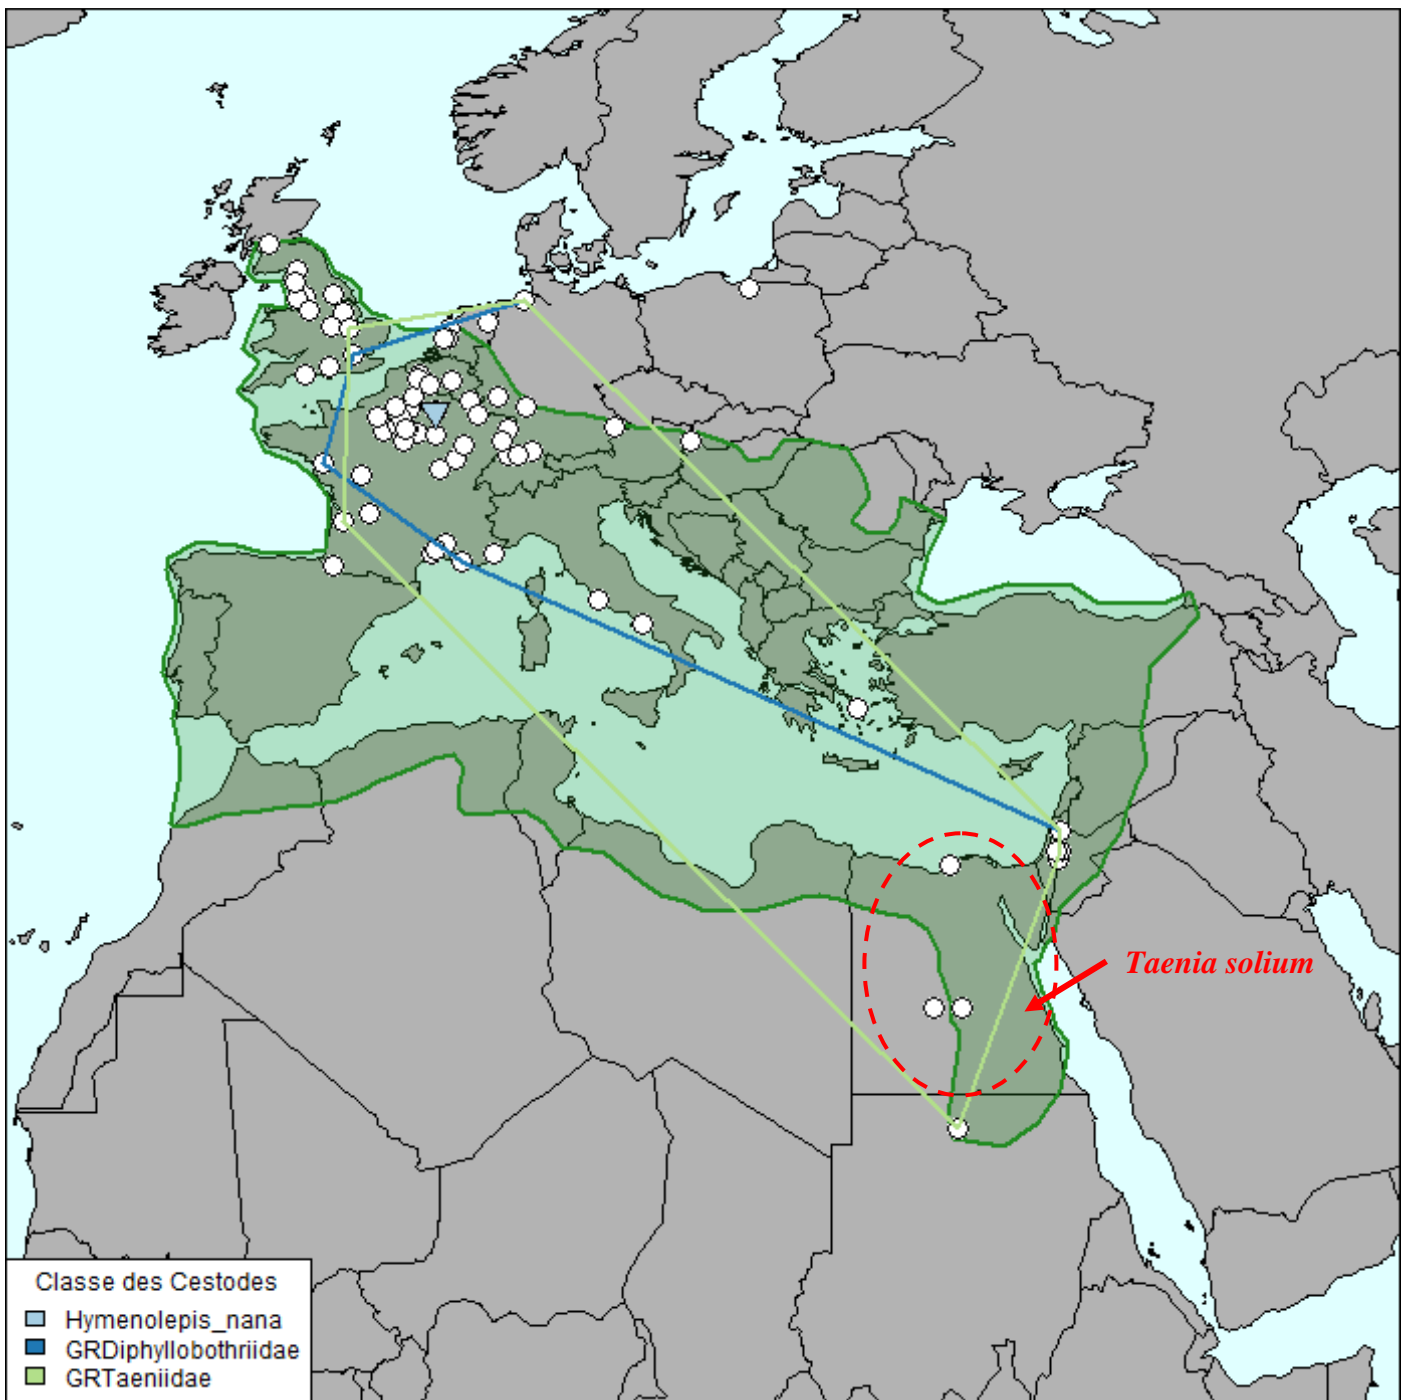 Taenia solium
Classe des Cestodes
Hymenolepis_nana
GRDiphyllobothriidae
GRTaeniidae